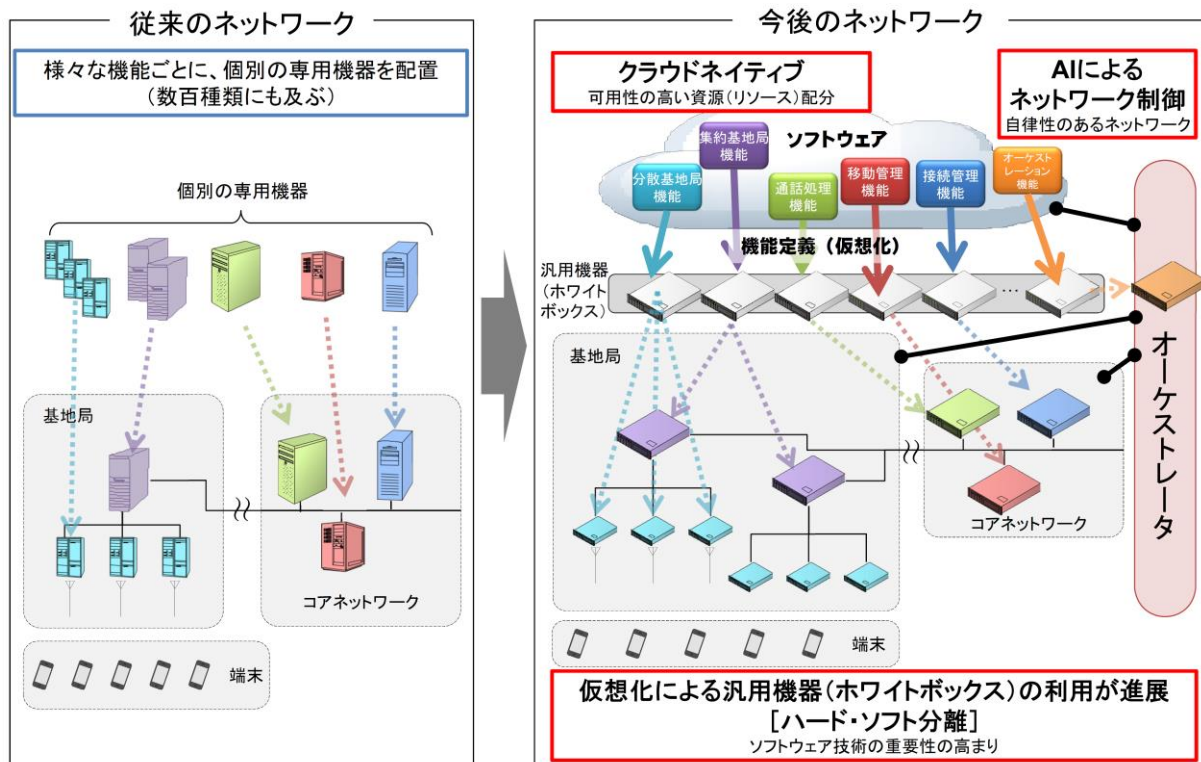 従来のネットワーク
様々な機能ごとに、個別の専用機器を配置
(数百種類にも及ぶ)
個別の専用機器
基地局
コアネットワーク
端末
今後のネットワーク
クラウドネイティブ
可用性の高い資源(リソース)配分
AIによる
ネットワーク制御
自律性のあるネットワーク
ソフトウェア
集約基地局
機能
分散基地局
機能
通話処理
機能
移動管理
機能
接続管理
機能
オーケスト
レーション
機能
機能定義(仮想化)
汎用機器
(ホワイト
ボックス)
…
基地局
コアネットワーク
オーケストレータ
端末
仮想化による汎用機器(ホワイトボックス)の利用が進展
[ハード・ソフト分離]
ソフトウェア技術の重要性の高まり